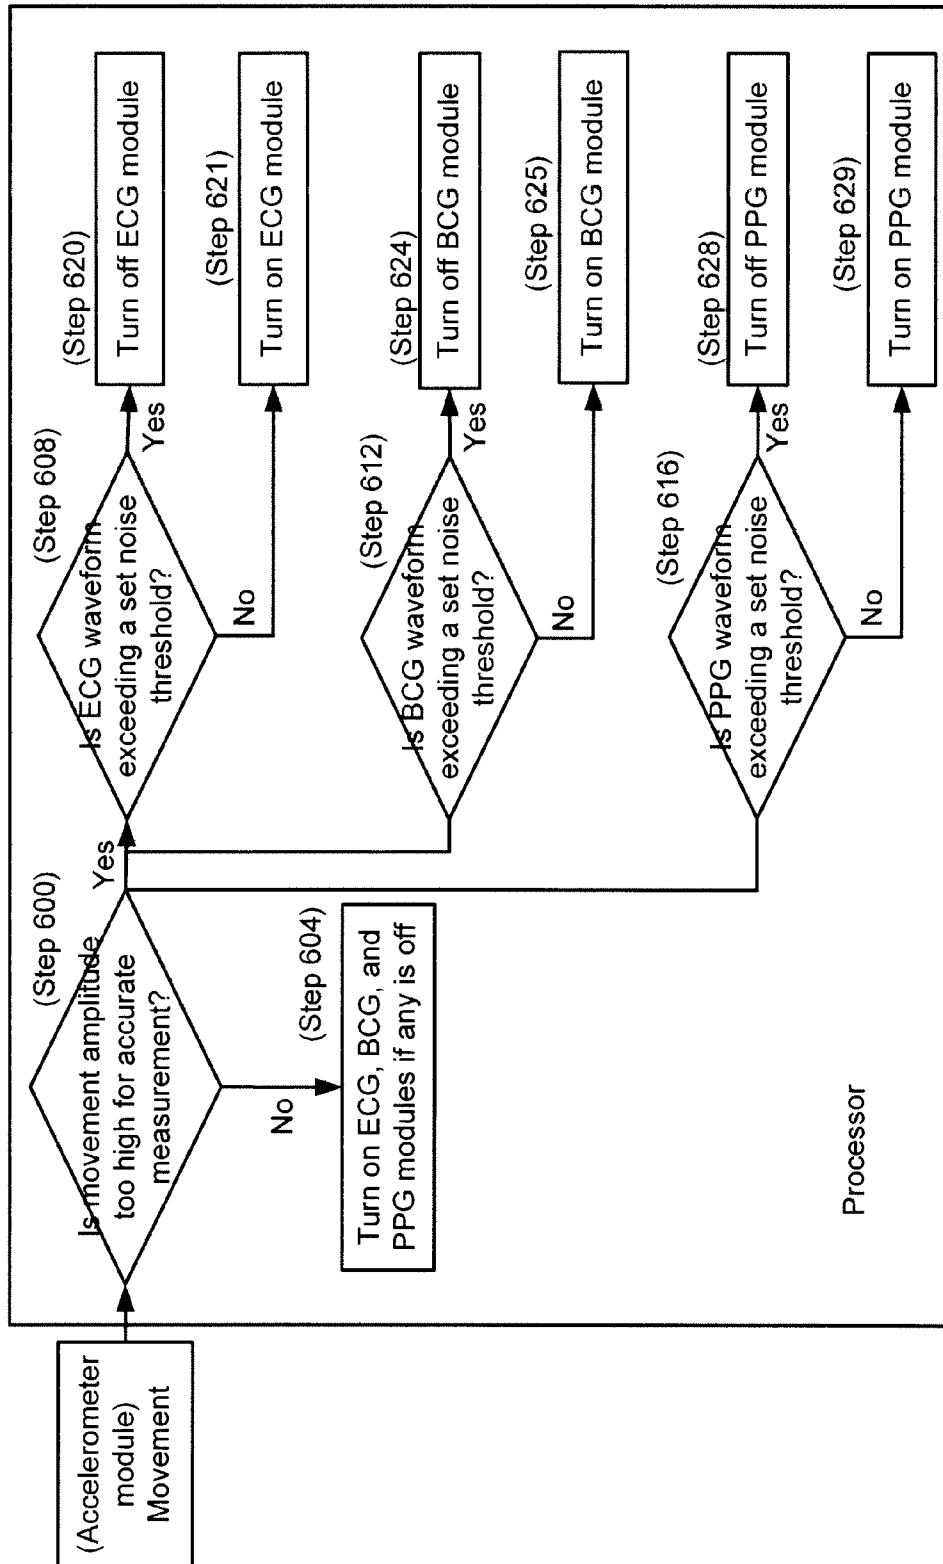 (Accelerometer
module)
Movement
(Step 600)
Is movement amplitude
too high for accurate
measurement?
Yes
No
(Step 604)
Turn on ECG, BCG, and
PPG modules if any is off
(Step 608)
Is ECG waveform
exceeding a set noise
threshold?
Yes
No
(Step 620)
Turn off ECG module
(Step 621)
Turn on ECG module
(Step 612)
Is BCG waveform
exceeding a set noise
threshold?
Yes
No
(Step 624)
Turn off BCG module
(Step 625)
Turn on BCG module
(Step 616)
Is PPG waveform
exceeding a set noise
threshold?
Yes
No
(Step 628)
Turn off PPG module
(Step 629)
Turn on PPG module
Processor